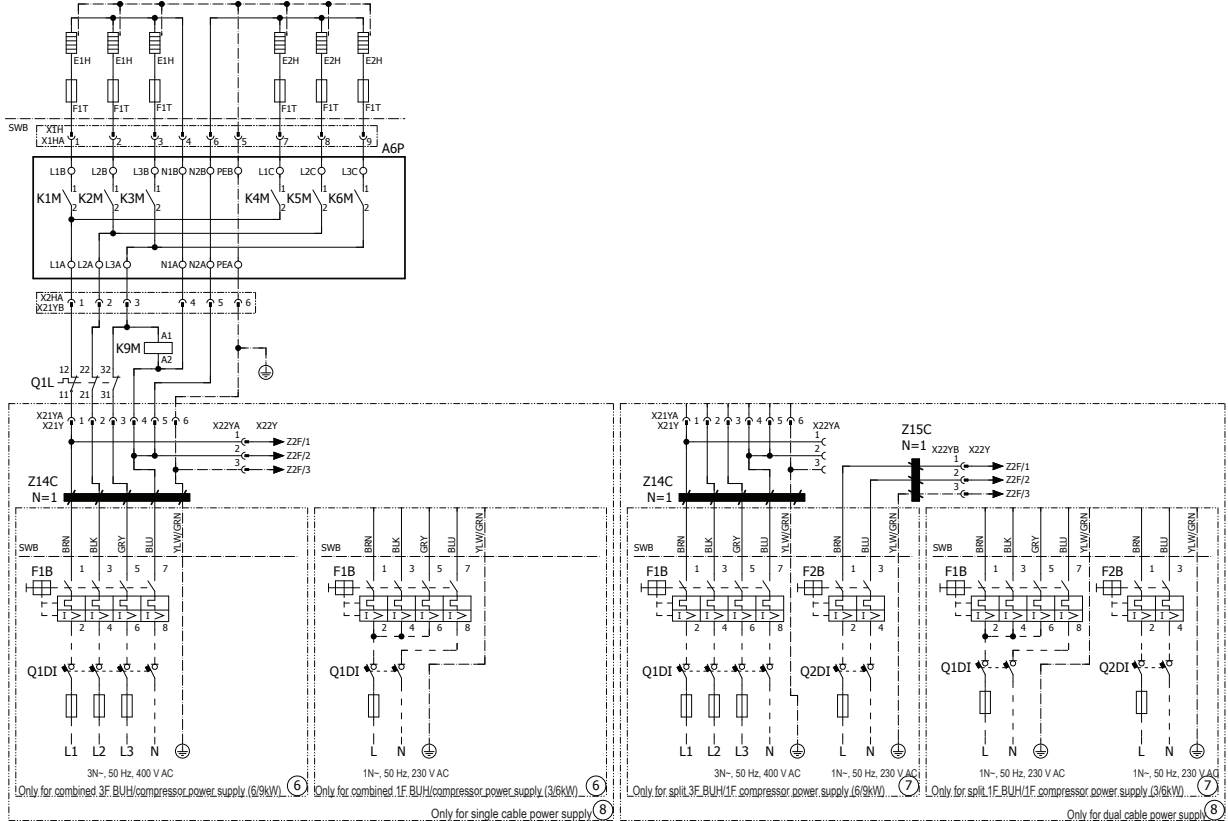 E1H E1H E1H E2H E2H E2H
F1T F1T F1T F1T F1T F1T
SWB
X1H
X1HA 1 2 3 4 6 5 7 8 9
A6P
L1B L2B L3B N1B N2B PEB L1C L2C L3C
1 1 1 1 1 1
K1M K2M K3M K4M K5M K6M
2 2 2 2 2 2
L1A L2A L3A N1A N2A PEA
X2HA
X21YB 1 2 3 4 5 6
A1
K9M
A2
12 22 32
Q1L
11 21 31
X21YA
X21Y 1 2 3 4 5 6
X22YA X22Y
1 Z2F/1
2 Z2F/2
3 Z2F/3
Z14C
N=1
BRN BLK GRY BLU YLW/GRN
SWB
F1B 1 3 5 7
I > I > I > I >
2 4 6 8
Q1DI
L1 L2 L3 N
3N~, 50 Hz, 400 V AC
Only for combined 3F BUH/compressor power supply (6/9kW) 6
BRN BLK GRY BLU YLW/GRN
SWB
F1B 1 3 5 7
I > I > I > I >
2 4 6 8
Q1DI
L N
1N~, 50 Hz, 230 V AC
Only for combined 1F BUH/compressor power supply (3/6kW) 6
Only for single cable power supply 8
X21YA
X21Y 1 2 3 4 5 6
X22YA
1
2
3
Z14C
N=1
Z15C
N=1
X22YB X22Y
1 Z2F/1
2 Z2F/2
3 Z2F/3
BRN BLK GRY BLU YLW/GRN BRN BLU YLW/GRN
SWB
F1B 1 3 5 7 F2B 1 3
I > I > I > I > I > I >
2 4 6 8 2 4
Q1DI Q2DI
L1 L2 L3 N L N
3N~, 50 Hz, 400 V AC 1N~, 50 Hz, 230 V AC
Only for split 3F BUH/1F compressor power supply (6/9kW) 7
BRN BLK GRY BLU YLW/GRN BRN BLU YLW/GRN
SWB
F1B 1 3 5 7 F2B 1 3
I > I > I > I > I > I >
2 4 6 8 2 4
Q1DI Q2DI
L N L N
1N~, 50 Hz, 230 V AC 1N~, 50 Hz, 230 V AC
Only for split 1F BUH/1F compressor power supply (3/6kW) 7
Only for dual cable power supply 8